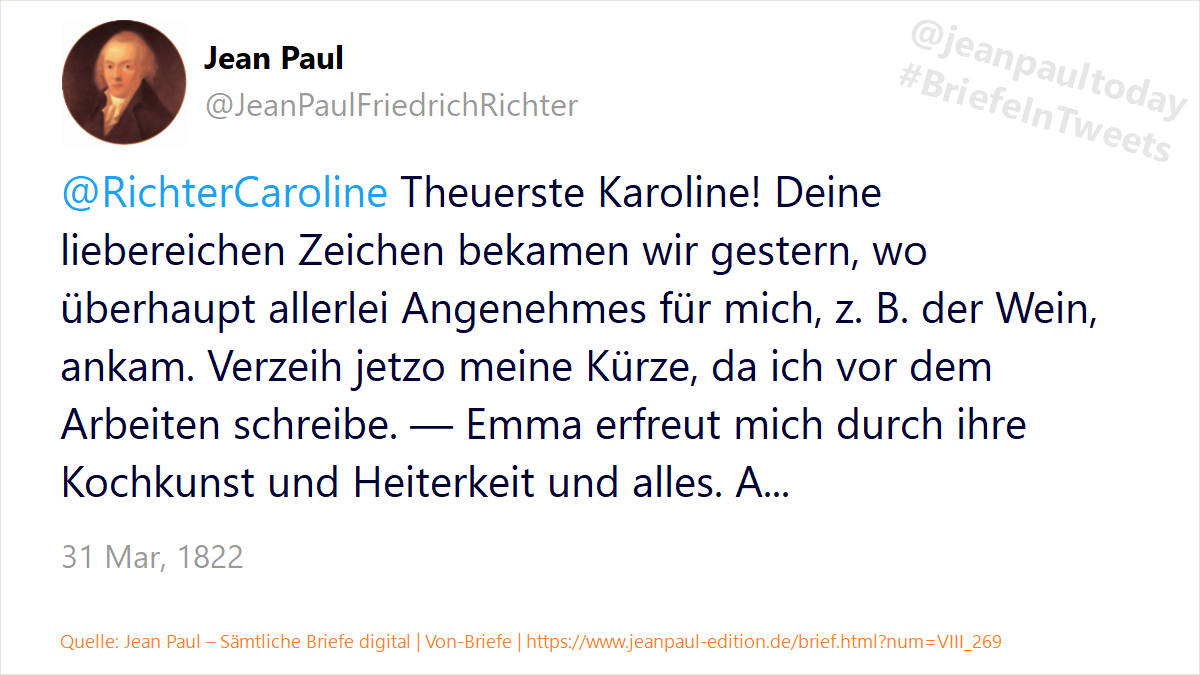 Jean Paul
@JeanPaulFriedrichRichter
@jeanpaultoday
#BriefeInTweets
@RichterCaroline Theuerste Karoline! Deine
liebereichen Zeichen bekamen wir gestern, wo
überhaupt allerlei Angenehmes für mich, z. B. der Wein,
ankam. Verzeih jetzo meine Kürze, da ich vor dem
Arbeiten schreibe. — Emma erfreut mich durch ihre
Kochkunst und Heiterkeit und alles. A...
31 Mar, 1822
Quelle: Jean Paul – Sämtliche Briefe digital | Von-Briefe | https://www.jeanpaul-edition.de/brief.html?num=VIII_269